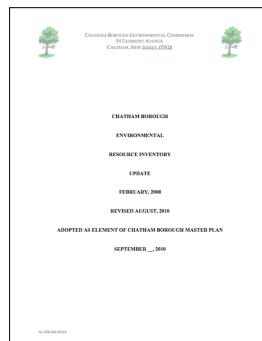 CHATHAM BOROUGH ENVIRONMENTAL COMMISSION
54 FAIRMONT AVENUE
CHATHAM, NEW JERSEY, 07928
CHATHAM BOROUGH
ENVIRONMENTAL
RESOURCE INVENTORY
UPDATE
FEBRUARY, 2008
REVISED AUGUST, 2010
ADOPTED AS ELEMENT OF CHATHAM BOROUGH MASTER PLAN
SEPTEMBER __, 2010